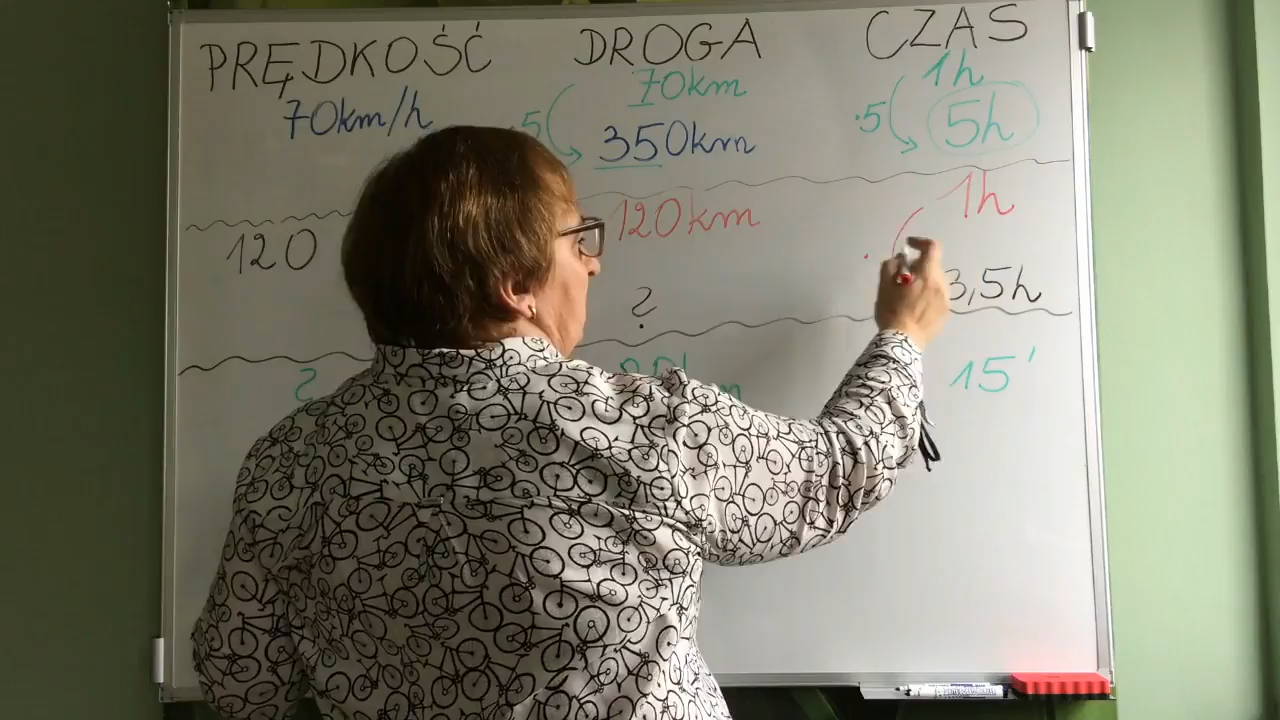 PRĘDKOŚĆ DROGA CZAS
70km 1h
70km/h ·5 350km ·5 5h
120km 1h
120 ? 3,5h
? 15'